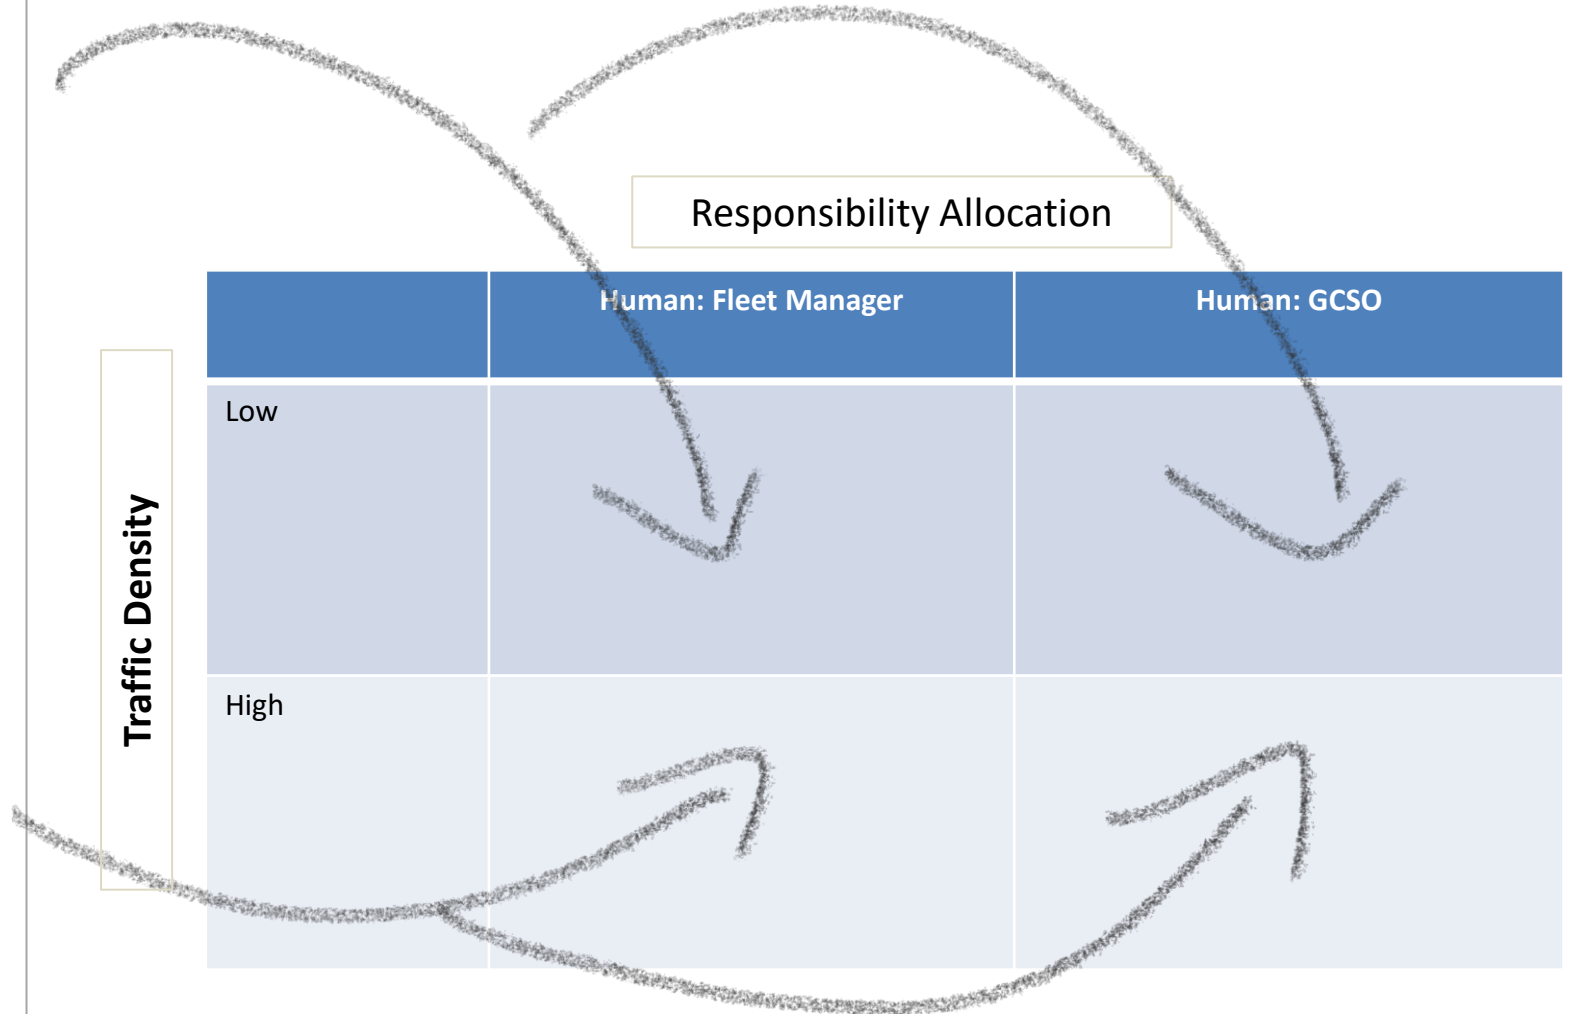 Responsibility Allocation
Human: Fleet Manager
Human: GCSO
Traffic Density
Low
High